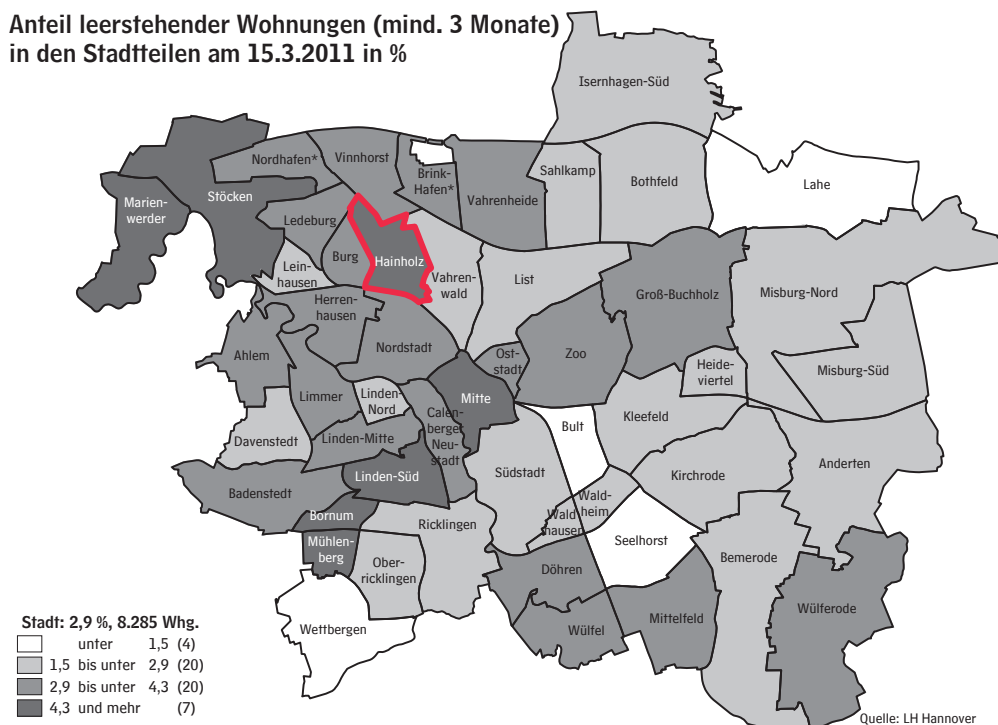 Anteil leerstehender Wohnungen (mind. 3 Monate)
in den Stadtteilen am 15.3.2011 in %
Isernhagen-Süd
Nordhafen*
Vinnhorst
Brink-
Hafen*
Vahrenheide
Sahlkamp
Bothfeld
Lahe
Marien-
werder
Stöcken
Ledeburg
Burg
Hainholz
Lein-
hausen
Vahren-
wald
List
Groß-Buchholz
Misburg-Nord
Herren-
hausen
Nordstadt
Ost-
stadt
Zoo
Heide-
viertel
Misburg-Süd
Ahlem
Limmer
Linden-
Nord
Calen-
berger
Neu-
stadt
Mitte
Bult
Kleefeld
Davenstedt
Linden-Mitte
Linden-Süd
Südstadt
Kirchrode
Anderten
Badenstedt
Bornum
Ricklingen
Wald-
heim
Wald-
hausen
Seelhorst
Mühlen-
berg
Ober-
ricklingen
Döhren
Bemerode
Wettbergen
Wülfel
Mittelfeld
Wülferode
Stadt: 2,9 %, 8.285 Whg.
unter 1,5 (4)
1,5 bis unter 2,9 (20)
2,9 bis unter 4,3 (20)
4,3 und mehr (7)
Quelle: LH Hannover